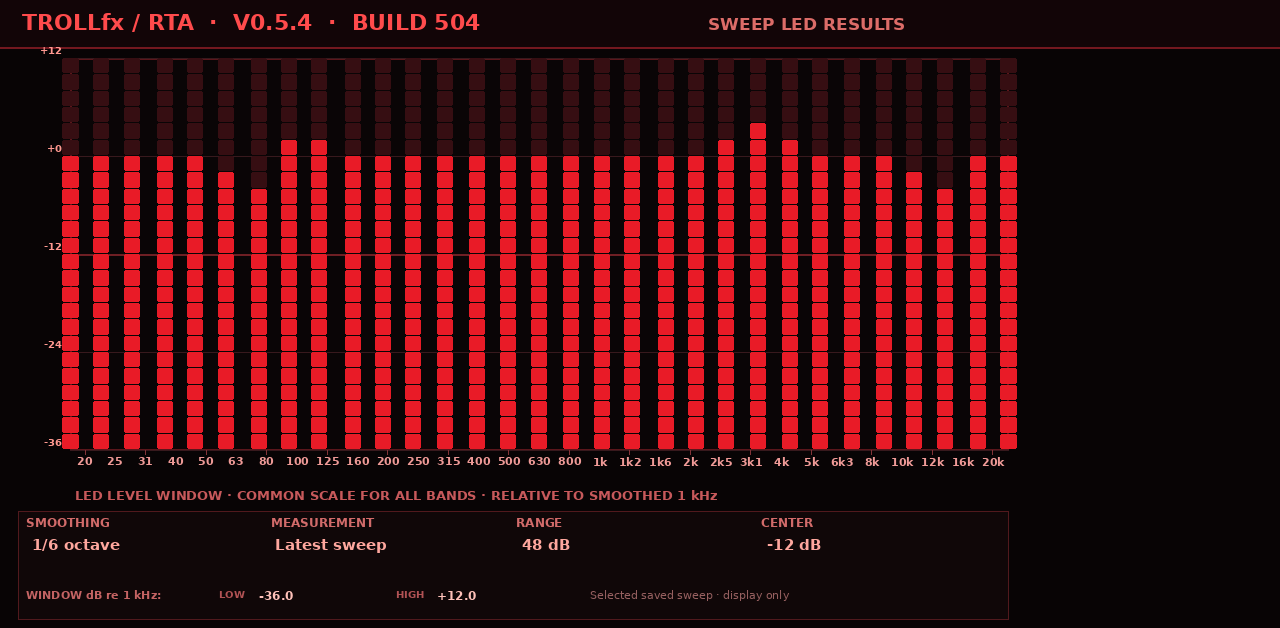 TROLLfx / RTA · V0.5.4 · BUILD 504
SWEEP LED RESULTS
+12
+0
-12
-24
-36
20 25 31 40 50 63 80 100 125 160 200 250 315 400 500 630 800 1k 1k2 1k6 2k 2k5 3k1 4k 5k 6k3 8k 10k 12k 16k 20k
LED LEVEL WINDOW · COMMON SCALE FOR ALL BANDS · RELATIVE TO SMOOTHED 1 kHz
SMOOTHING MEASUREMENT RANGE CENTER
1/6 octave Latest sweep 48 dB -12 dB
WINDOW dB re 1 kHz: LOW -36.0 HIGH +12.0 Selected saved sweep · display only